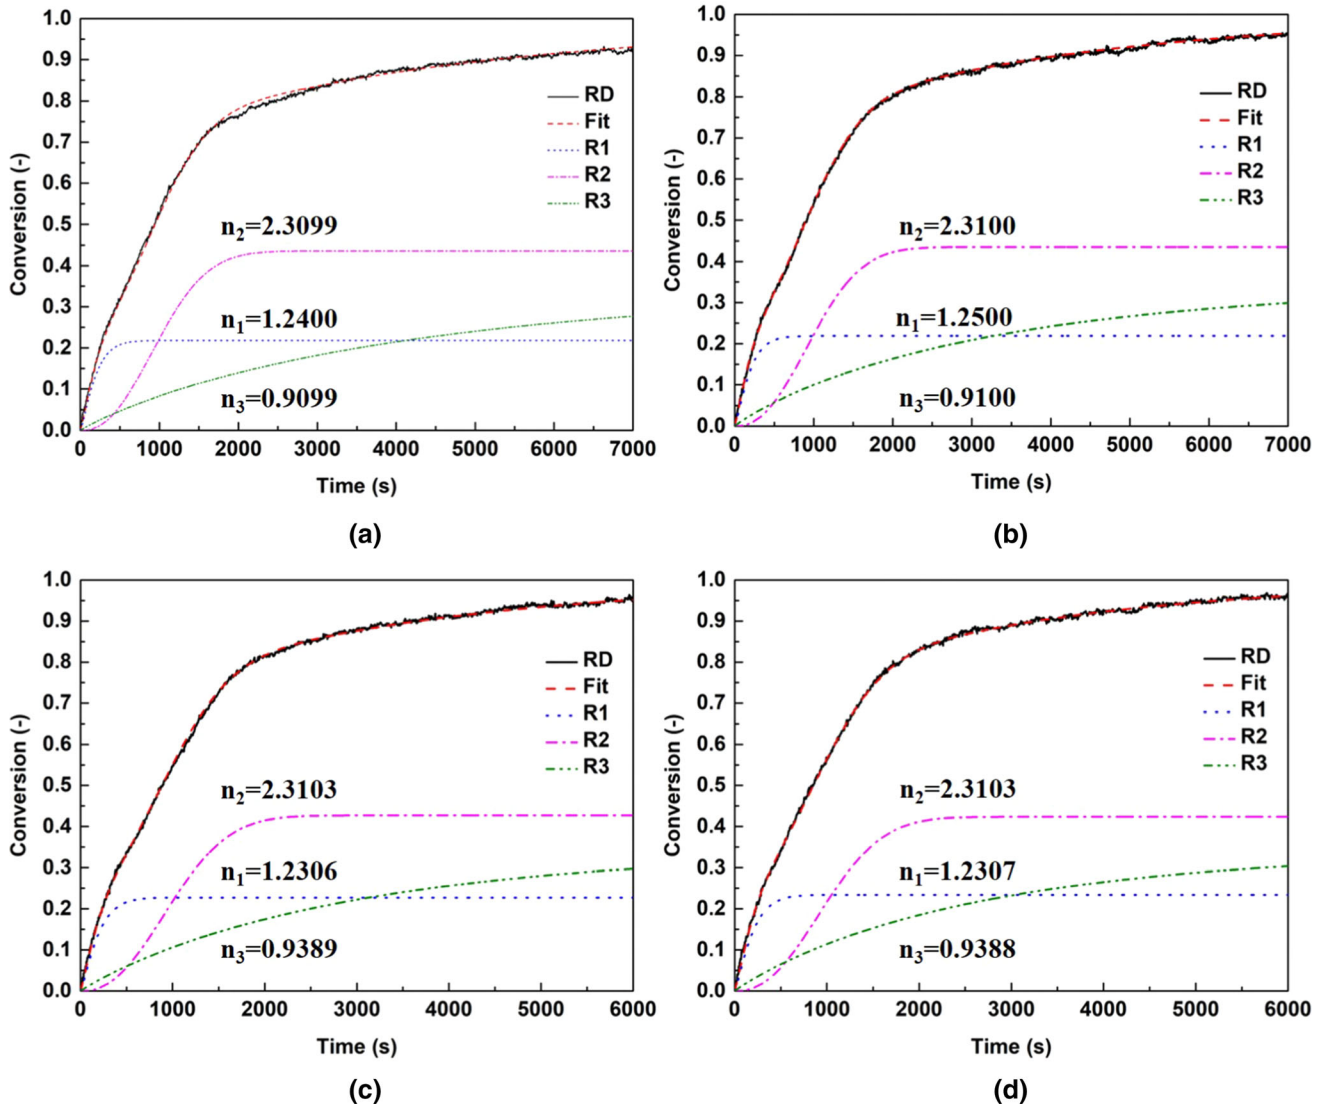 1.0
0.9
0.8
0.7
0.6
0.5
0.4
0.3
0.2
0.1
0.0
Conversion (-)
RD
Fit
R1
R2
R3
n₂=2.3099
n₁=1.2400
n₃=0.9099
0 1000 2000 3000 4000 5000 6000 7000
Time (s)
(a)
1.0
0.9
0.8
0.7
0.6
0.5
0.4
0.3
0.2
0.1
0.0
Conversion (-)
RD
Fit
R1
R2
R3
n₂=2.3100
n₁=1.2500
n₃=0.9100
0 1000 2000 3000 4000 5000 6000 7000
Time (s)
(b)
1.0
0.9
0.8
0.7
0.6
0.5
0.4
0.3
0.2
0.1
0.0
Conversion (-)
RD
Fit
R1
R2
R3
n₂=2.3103
n₁=1.2306
n₃=0.9389
0 1000 2000 3000 4000 5000 6000
Time (s)
(c)
1.0
0.9
0.8
0.7
0.6
0.5
0.4
0.3
0.2
0.1
0.0
Conversion (-)
RD
Fit
R1
R2
R3
n₂=2.3103
n₁=1.2307
n₃=0.9388
0 1000 2000 3000 4000 5000 6000
Time (s)
(d)